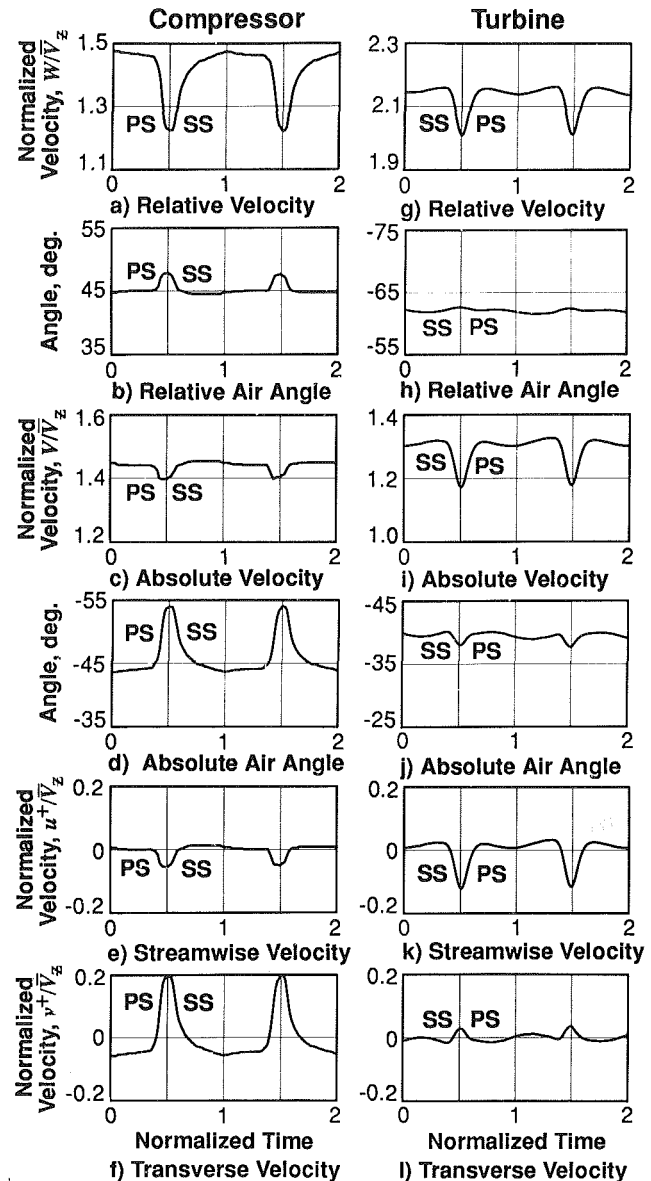 Compressor
Turbine
Normalized Velocity, W/V̅z
1.5
1.3
1.1
PS SS
0 1 2
a) Relative Velocity
2.3
2.1
1.9
SS PS
0 1 2
g) Relative Velocity
Angle, deg.
55
45
35
PS SS
0 1 2
b) Relative Air Angle
-75
-65
-55
SS PS
0 1 2
h) Relative Air Angle
Normalized Velocity, V/V̅z
1.6
1.4
1.2
PS SS
0 1 2
c) Absolute Velocity
1.4
1.2
1.0
SS PS
0 1 2
i) Absolute Velocity
Angle, deg.
-55
-45
-35
PS SS
0 1 2
d) Absolute Air Angle
-45
-35
-25
SS PS
0 1 2
j) Absolute Air Angle
Normalized Velocity, u+/V̅z
0.2
0
-0.2
PS SS
0 1 2
e) Streamwise Velocity
0.2
0
-0.2
SS PS
0 1 2
k) Streamwise Velocity
Normalized Velocity, v+/V̅z
0.2
0
-0.2
PS SS
0 1 2
Normalized Time
f) Transverse Velocity
0.2
0
-0.2
SS PS
0 1 2
Normalized Time
l) Transverse Velocity